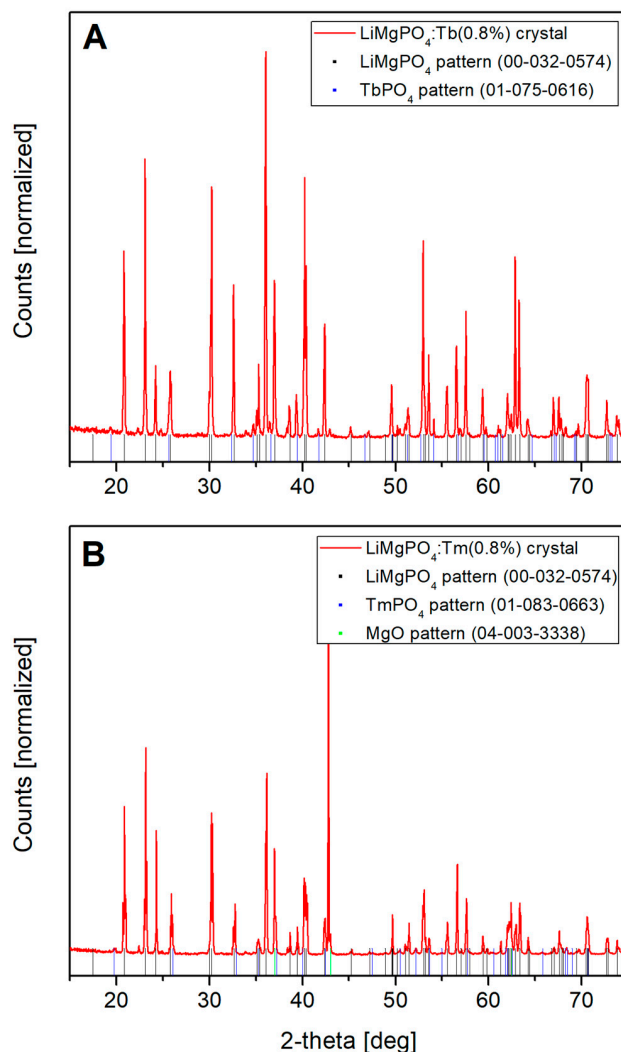 A
LiMgPO₄:Tb(0.8%) crystal
LiMgPO₄ pattern (00-032-0574)
TbPO₄ pattern (01-075-0616)
Counts [normalized]
20 30 40 50 60 70
B
LiMgPO₄:Tm(0.8%) crystal
LiMgPO₄ pattern (00-032-0574)
TmPO₄ pattern (01-083-0663)
MgO pattern (04-003-3338)
Counts [normalized]
20 30 40 50 60 70
2-theta [deg]